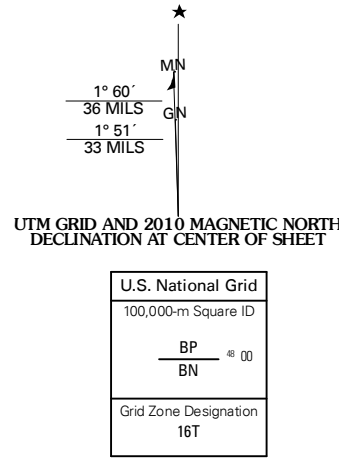 MN
1° 60´
36 MILS
GN
1° 51´
33 MILS
UTM GRID AND 2010 MAGNETIC NORTH
DECLINATION AT CENTER OF SHEET
U.S. National Grid
100,000-m Square ID
BP
48 00
BN
Grid Zone Designation
16T